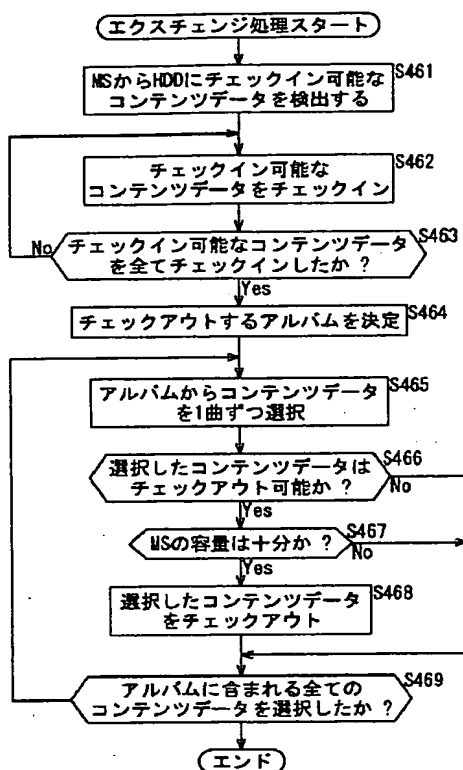 エクスチェンジ処理スタート
S461
MSからHDDにチェックイン可能な
コンテンツデータを検出する
S462
チェックイン可能な
コンテンツデータをチェックイン
S463
チェックイン可能なコンテンツデータ
を全てチェックインしたか ?
No
Yes
S464
チェックアウトするアルバムを決定
S465
アルバムからコンテンツデータ
を1曲ずつ選択
S466
選択したコンテンツデータは
チェックアウト可能か ?
No
Yes
S467
MSの容量は十分か ?
No
Yes
S468
選択したコンテンツデータ
をチェックアウト
S469
アルバムに含まれる全ての
コンテンツデータを選択したか ?
エンド